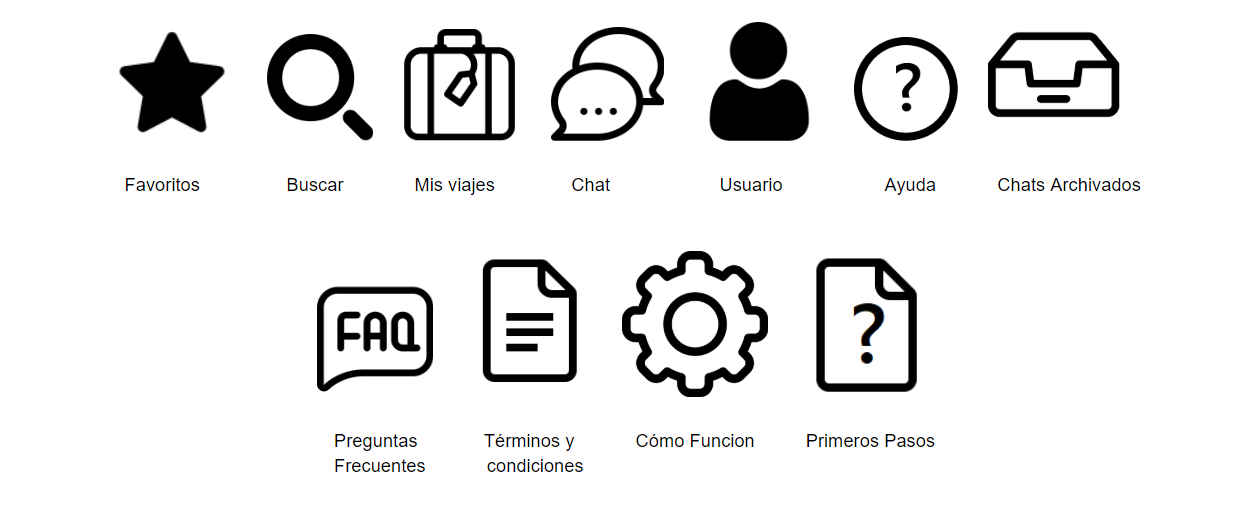 ?
Favoritos Buscar Mis viajes Chat Usuario Ayuda Chats Archivados
FAQ
?
Preguntas Términos y Cómo Funcion Primeros Pasos
Frecuentes condiciones